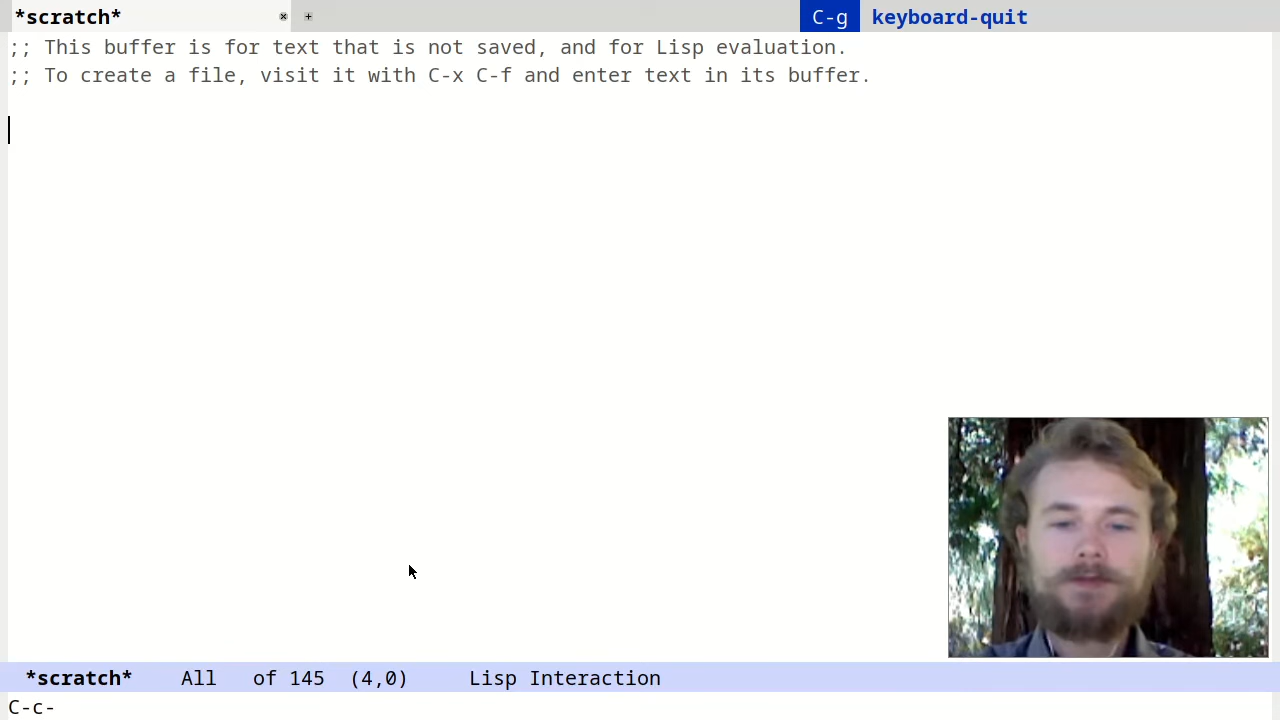 *scratch*
C-g keyboard-quit
;; This buffer is for text that is not saved, and for Lisp evaluation.
;; To create a file, visit it with C-x C-f and enter text in its buffer.
*scratch* All of 145 (4,0) Lisp Interaction
C-c-